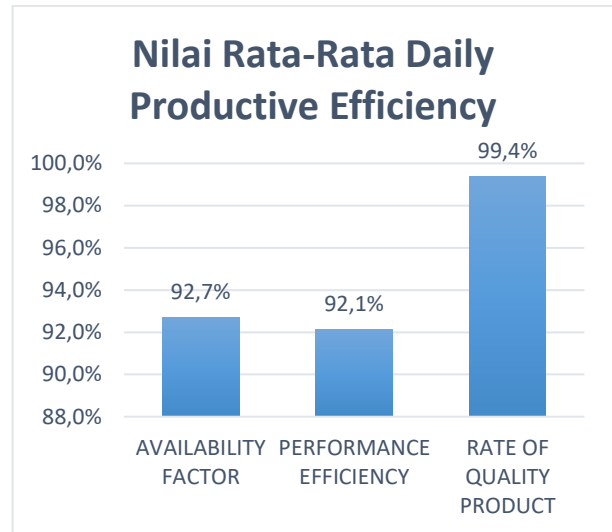 Nilai Rata-Rata Daily
Productive Efficiency
100,0%
98,0%
96,0%
94,0%
92,0%
90,0%
88,0%
92,7%
92,1%
99,4%
AVAILABILITY
FACTOR
PERFORMANCE
EFFICIENCY
RATE OF
QUALITY
PRODUCT